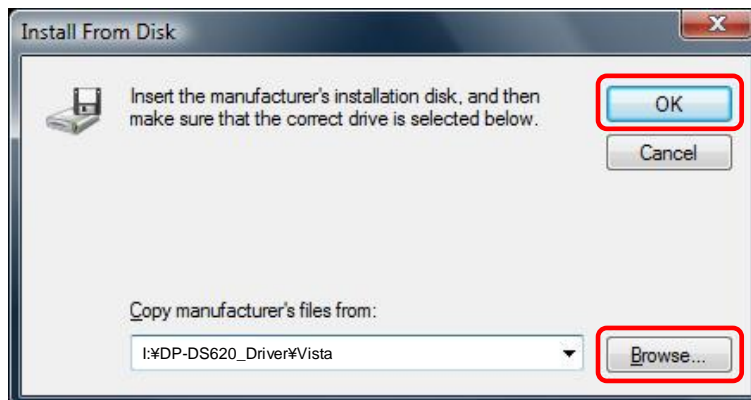 Install From Disk
X
Insert the manufacturer's installation disk, and then
make sure that the correct drive is selected below.
OK
Cancel
Copy manufacturer's files from:
I:¥DP-DS620_Driver¥Vista
Browse...